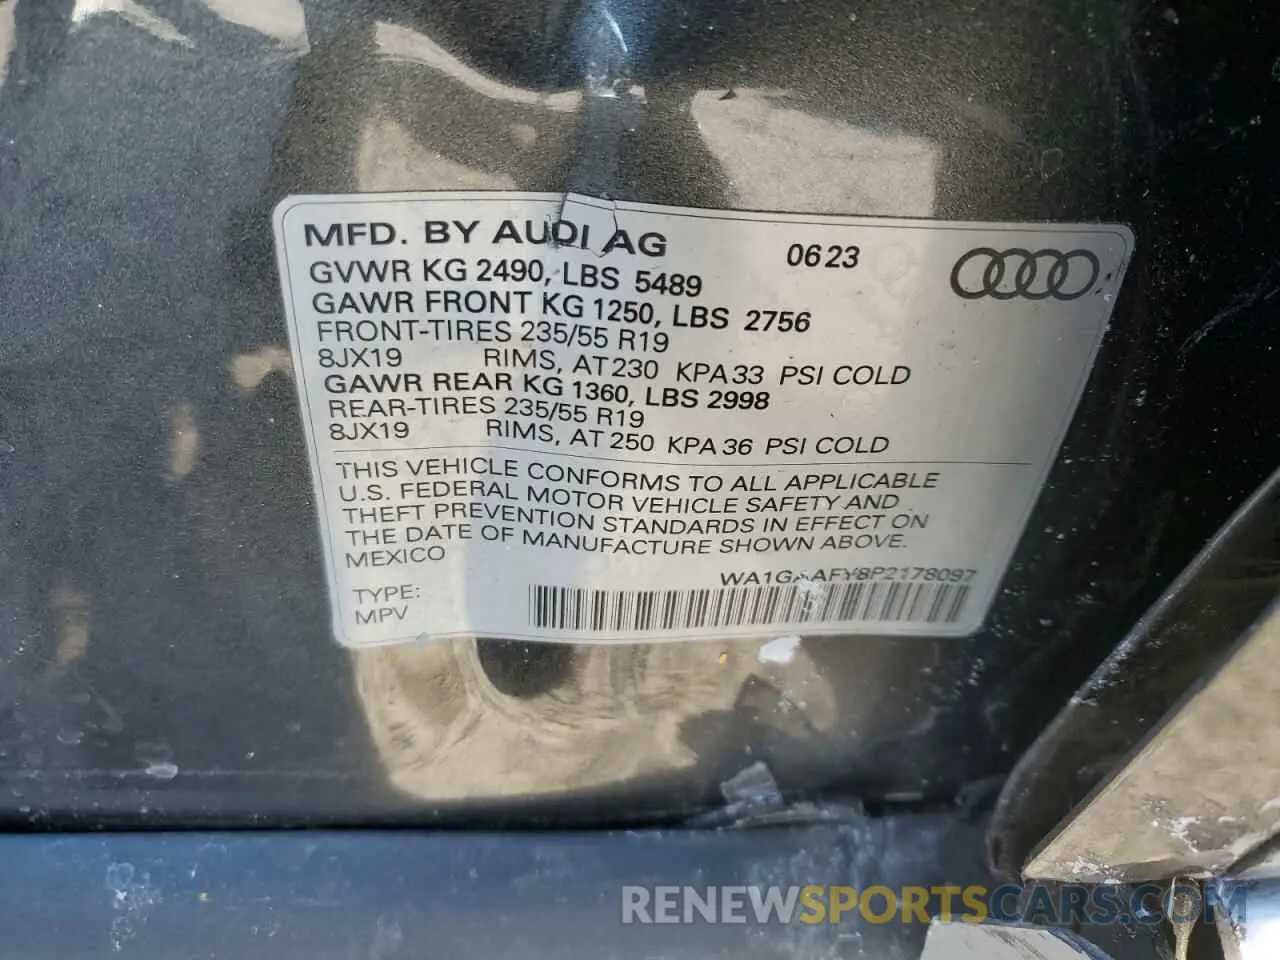 MFD. BY AUDI AG 06 23
GVWR KG 2490, LBS 5489
GAWR FRONT KG 1250, LBS 2756
FRONT-TIRES 235/55 R19
8JX19 RIMS, AT 230 KPA 33 PSI COLD
GAWR REAR KG 1360, LBS 2998
REAR-TIRES 235/55 R19
8JX19 RIMS, AT 250 KPA 36 PSI COLD
THIS VEHICLE CONFORMS TO ALL APPLICABLE
U.S. FEDERAL MOTOR VEHICLE SAFETY AND
THEFT PREVENTION STANDARDS IN EFFECT ON
THE DATE OF MANUFACTURE SHOWN ABOVE.
MEXICO
WA1GAAFY8P2178097
TYPE:
MPV
RENEWSPORTSCARS.COM